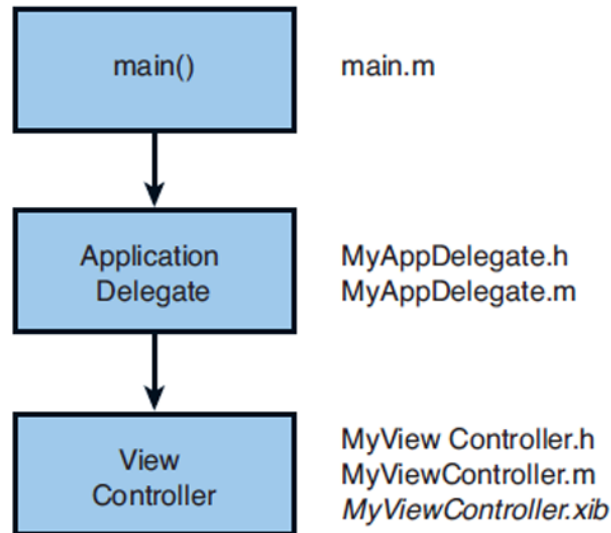 main()
main.m
Application
Delegate
MyAppDelegate.h
MyAppDelegate.m
View
Controller
MyView Controller.h
MyViewController.m
MyViewController.xib